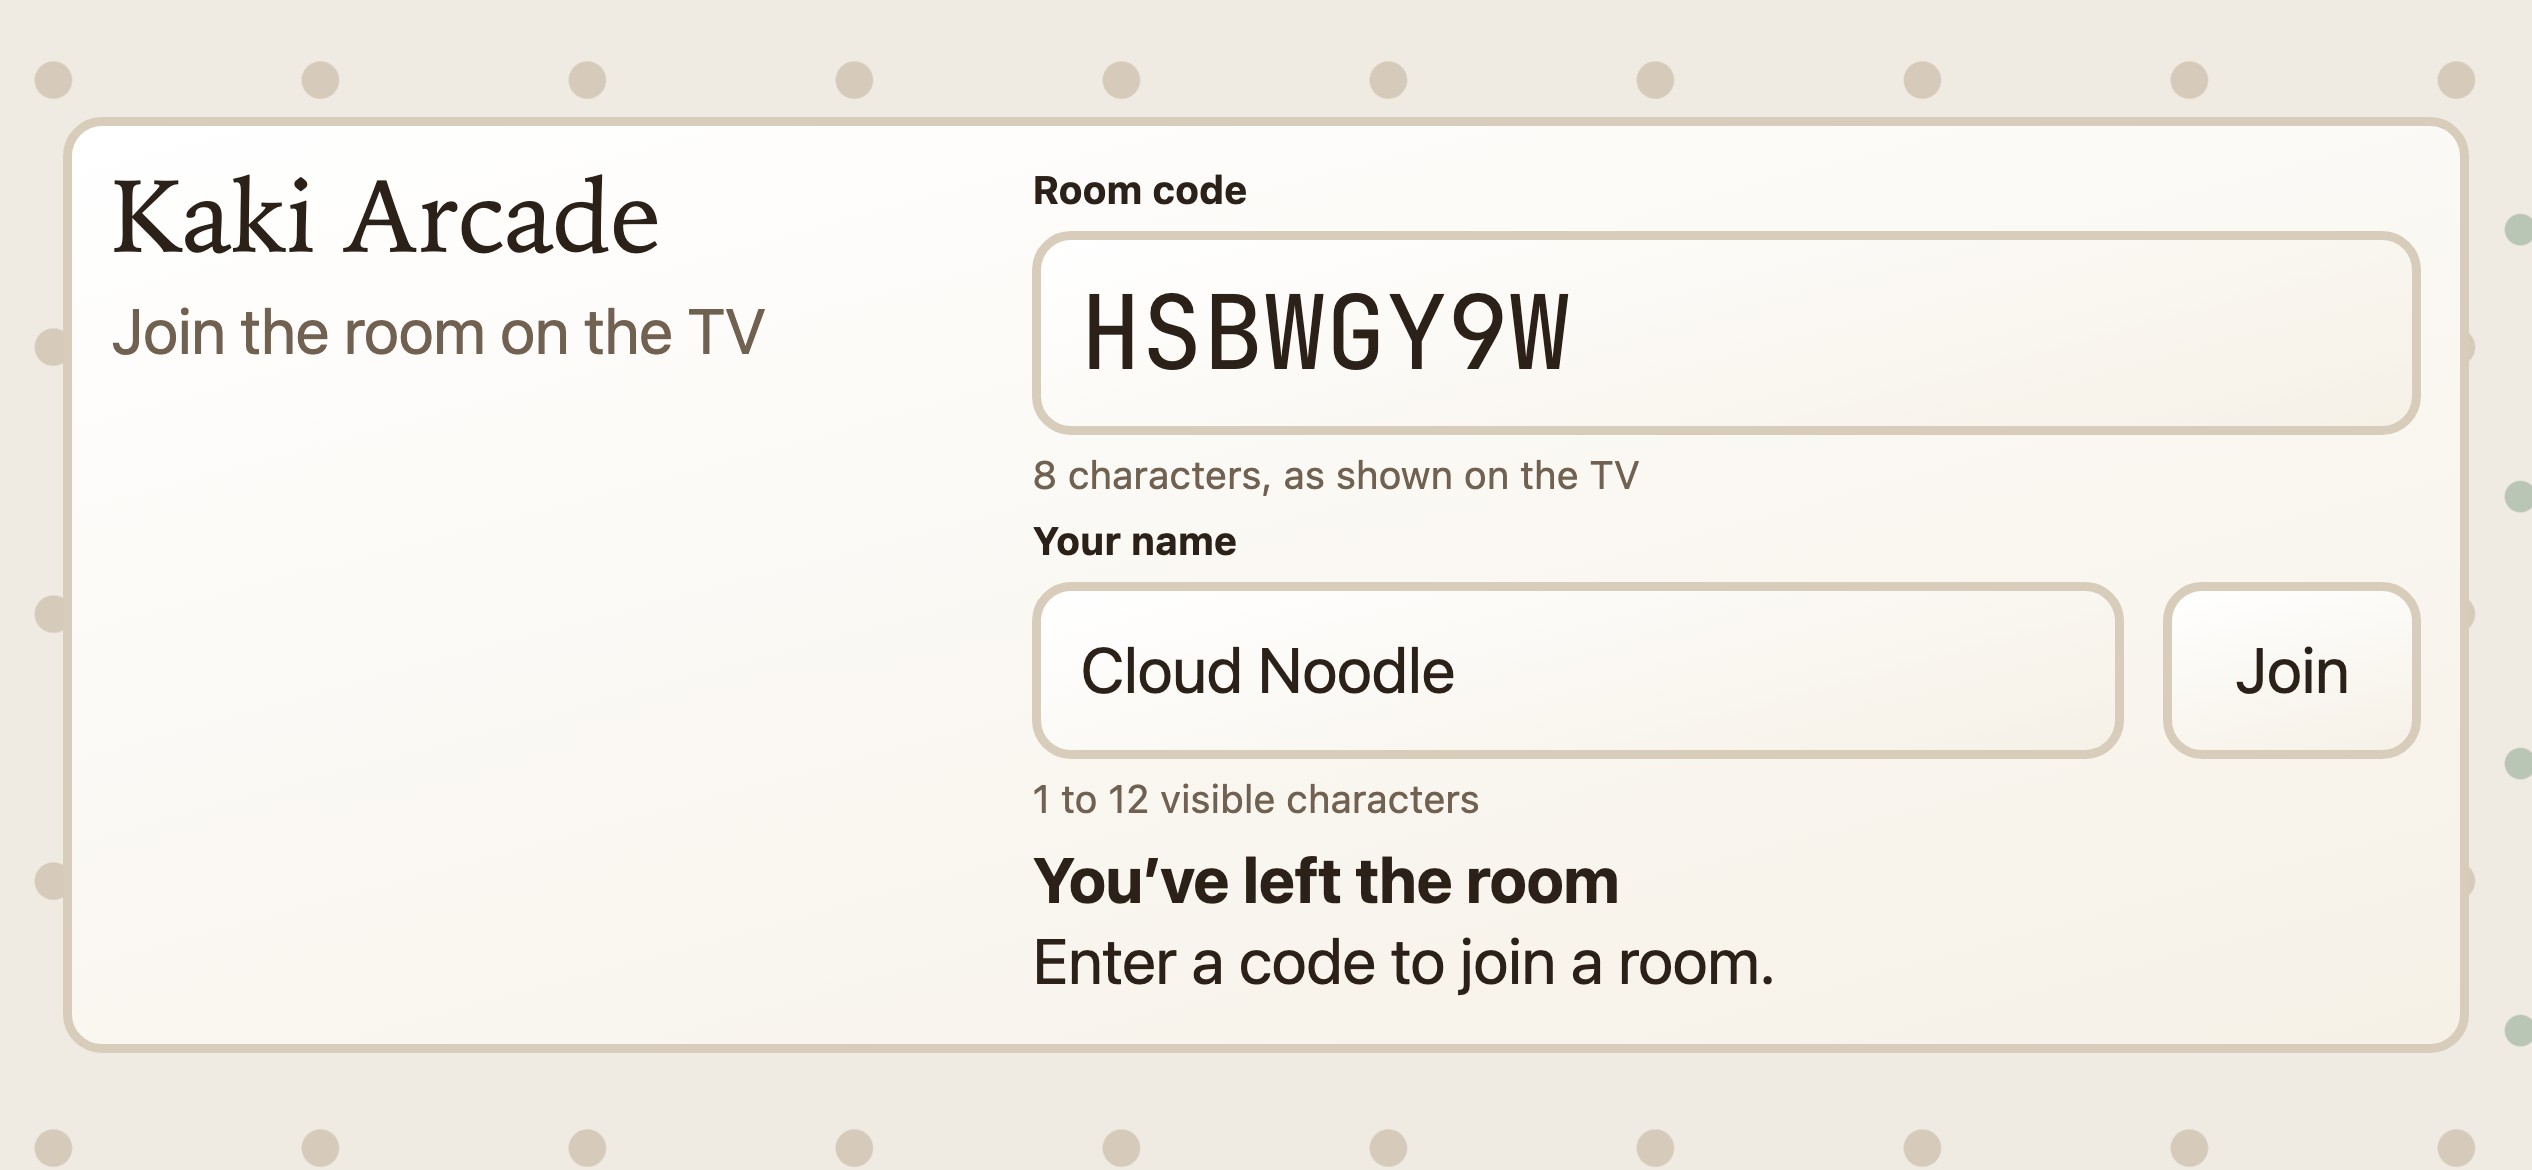 Kaki Arcade
Join the room on the TV
Room code
HSBWGY9W
8 characters, as shown on the TV
Your name
Cloud Noodle
Join
1 to 12 visible characters
You’ve left the room
Enter a code to join a room.